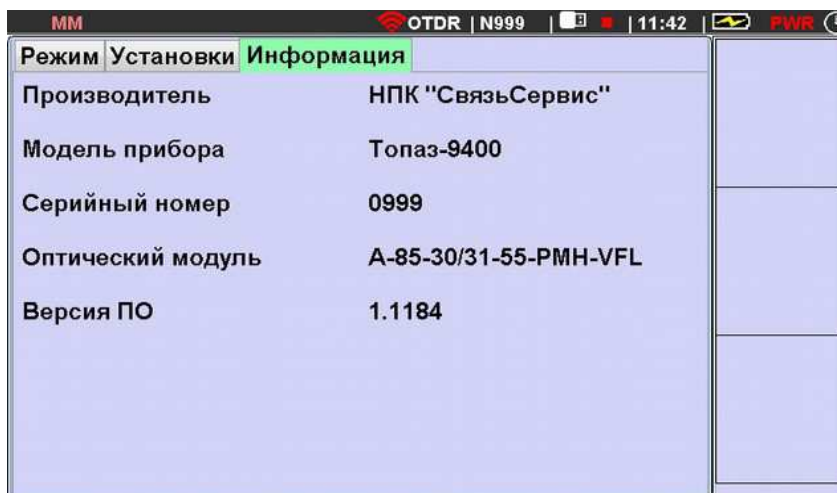 MM OTDR | N999 | | 11:42 | PWR
Режим Установки Информация
Производитель НПК "СвязьСервис"
Модель прибора Топаз-9400
Серийный номер 0999
Оптический модуль A-85-30/31-55-PMH-VFL
Версия ПО 1.1184